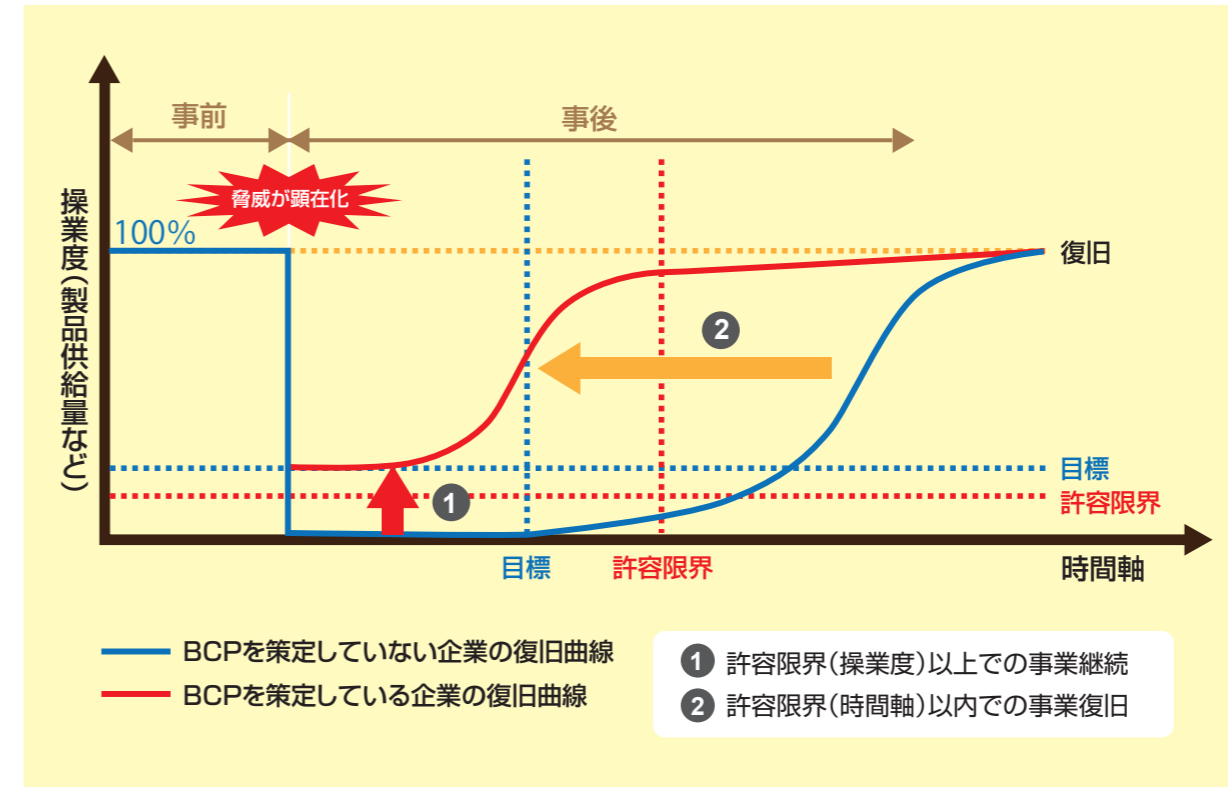 事前
事後
脅威が顕在化
操業度(製品供給量など)
100%
復旧
2
1
目標
許容限界
目標
許容限界
時間軸
BCPを策定していない企業の復旧曲線
BCPを策定している企業の復旧曲線
1 許容限界(操業度)以上での事業継続
2 許容限界(時間軸)以内での事業復旧